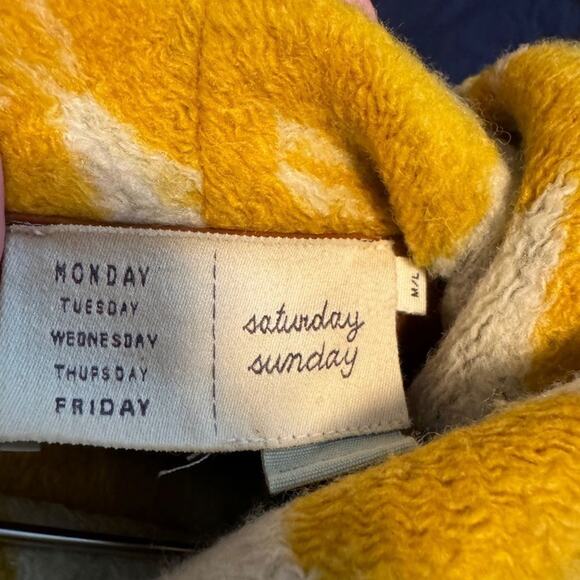 MONDAY
TUESDAY
WEDNESDAY
THURSDAY
FRIDAY
saturday
sunday
M/L